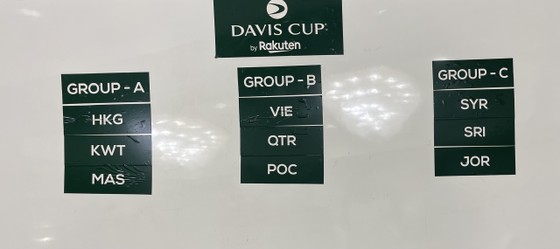 DAVIS CUP
by Rakuten
GROUP - A
HKG
KWT
MAS
GROUP - B
VIE
QTR
POC
GROUP - C
SYR
SRI
JOR